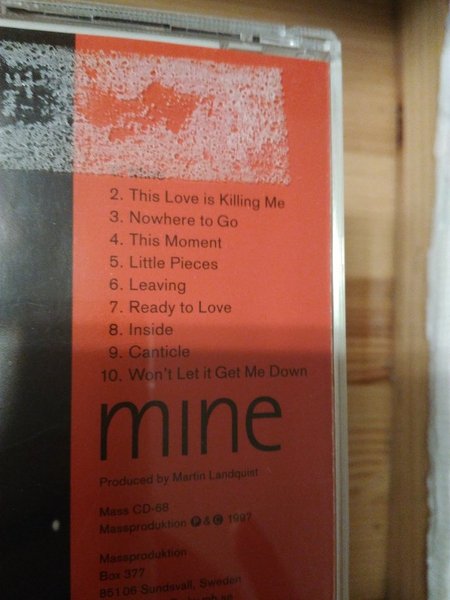 2. This Love is Killing Me
3. Nowhere to Go
4. This Moment
5. Little Pieces
6. Leaving
7. Ready to Love
8. Inside
9. Canticle
10. Won't Let it Get Me Down
mine
Produced by Martin Landquist
Mass CD-68
Massproduktion Ⓟ & © 1997
Massproduktion
Box 377
85106 Sundsvall, Sweden